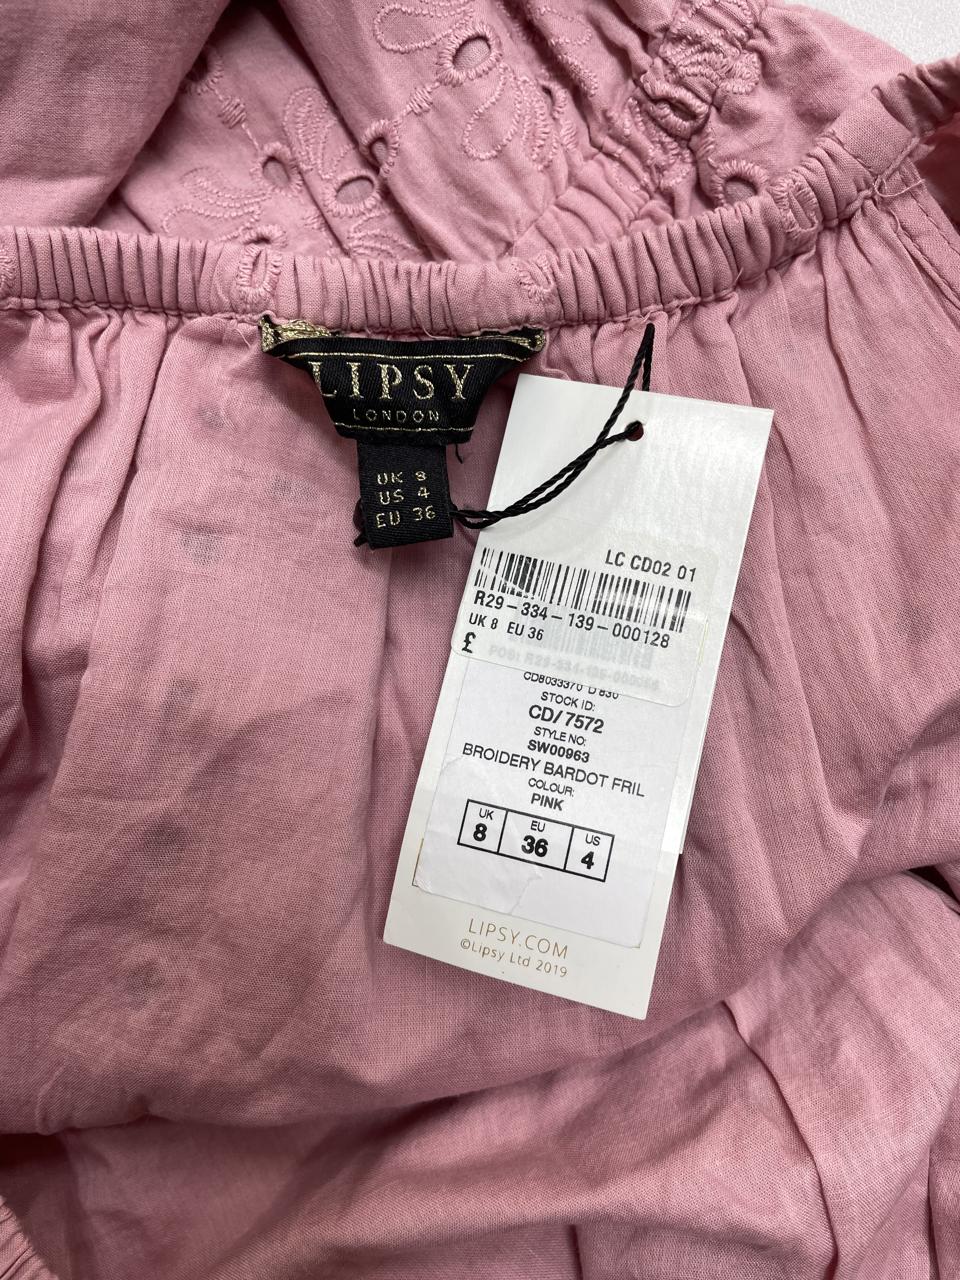 LIPSY
LONDON
UK 8
US 4
EU 36
LC CD02 01
R29-334-139-000128
UK 8 EU 36
£
STOCK ID:
CD/7572
STYLE NO:
SW00963
BROIDERY BARDOT FRIL
COLOUR:
PINK
UK EU US
8 36 4
LIPSY.COM
©Lipsy Ltd 2019